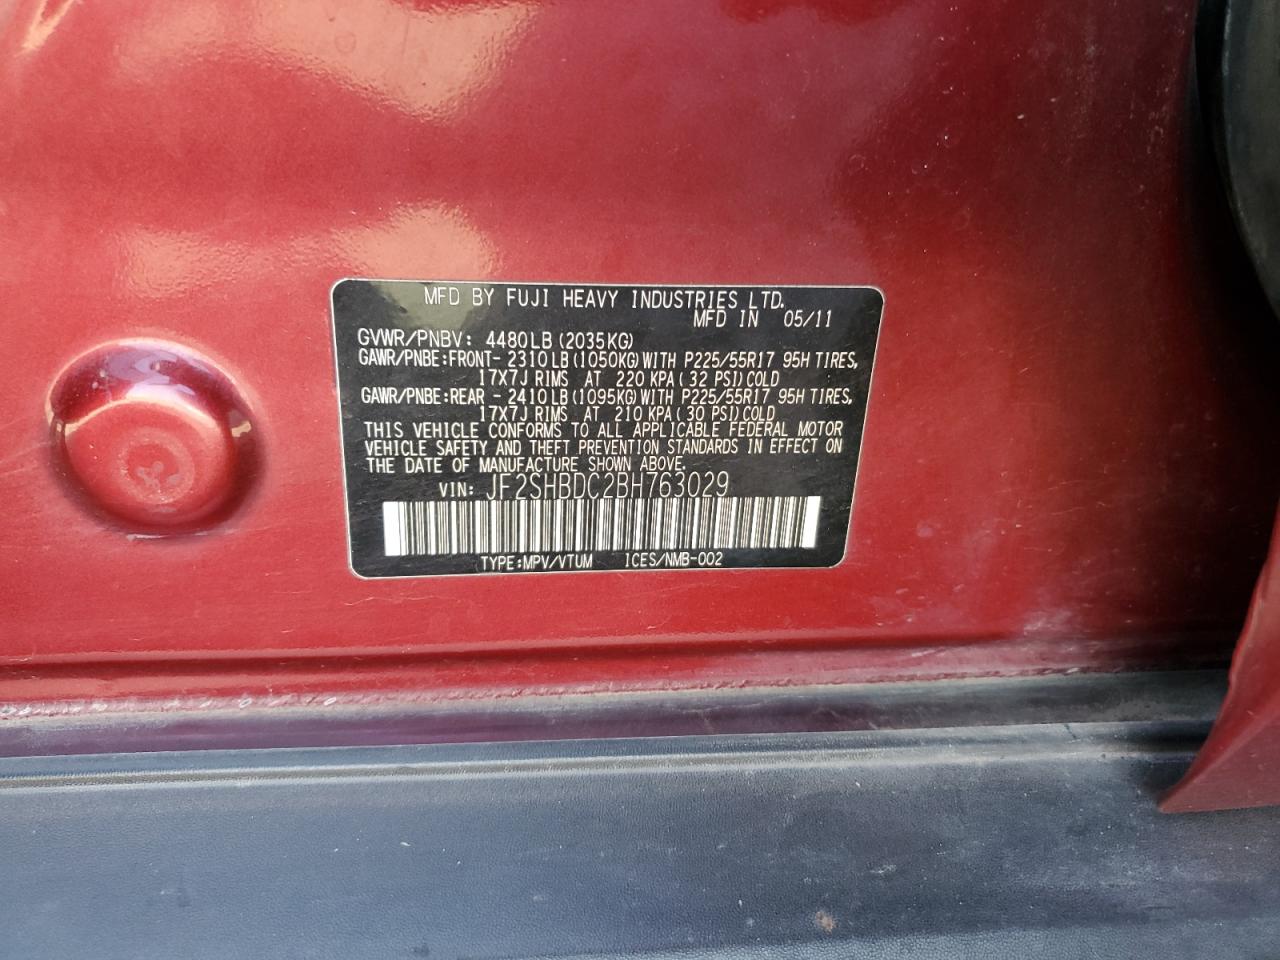 MFD BY FUJI HEAVY INDUSTRIES LTD.
MFD IN 05/11
GVWR/PNBV: 4480LB (2035KG)
GAWR/PNBE:FRONT- 2310LB(1050KG)WITH P225/55R17 95H TIRES,
17X7J RIMS AT 220 KPA(32 PSI)COLD
GAWR/PNBE:REAR - 2410LB(1095KG)WITH P225/55R17 95H TIRES,
17X7J RIMS AT 210 KPA(30 PSI)COLD
THIS VEHICLE CONFORMS TO ALL APPLICABLE FEDERAL MOTOR
VEHICLE SAFETY AND THEFT PREVENTION STANDARDS IN EFFECT ON
THE DATE OF MANUFACTURE SHOWN ABOVE.
VIN: JF2SHBDC2BH763029
TYPE:MPV/VTUM ICES/NMB-002